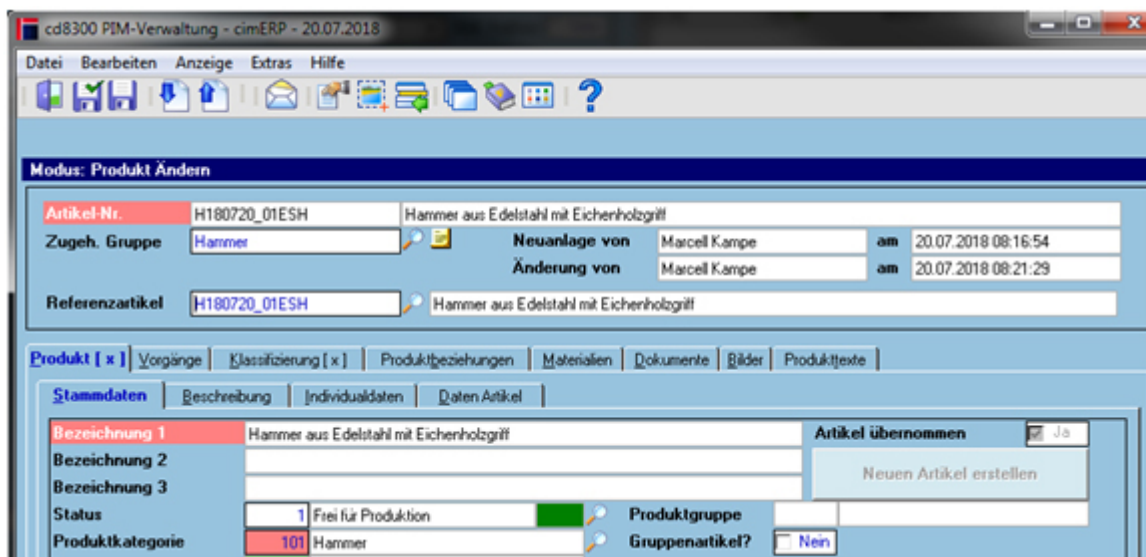 cd8300 PIM-Verwaltung - cimERP - 20.07.2018
Datei Bearbeiten Anzeige Extras Hilfe
Modus: Produkt Ändern
Artikel-Nr. H180720_01ESH Hammer aus Edelstahl mit Eichenholzgriff
Zugeh. Gruppe Hammer Neuanlage von Marcell Kampe am 20.07.2018 08:16:54
Änderung von Marcell Kampe am 20.07.2018 08:21:29
Referenzartikel H180720_01ESH Hammer aus Edelstahl mit Eichenholzgriff
Produkt [ x ] Vorgänge Klassifizierung [ x ] Produktbeziehungen Materialien Dokumente Bilder Produkttexte
Stammdaten Beschreibung Individualdaten Daten Artikel
Bezeichnung 1 Hammer aus Edelstahl mit Eichenholzgriff Artikel übernommen Ja
Bezeichnung 2
Neuen Artikel erstellen
Bezeichnung 3
Status 1 Frei für Produktion Produktgruppe
Produktkategorie 101 Hammer Gruppenartikel? Nein